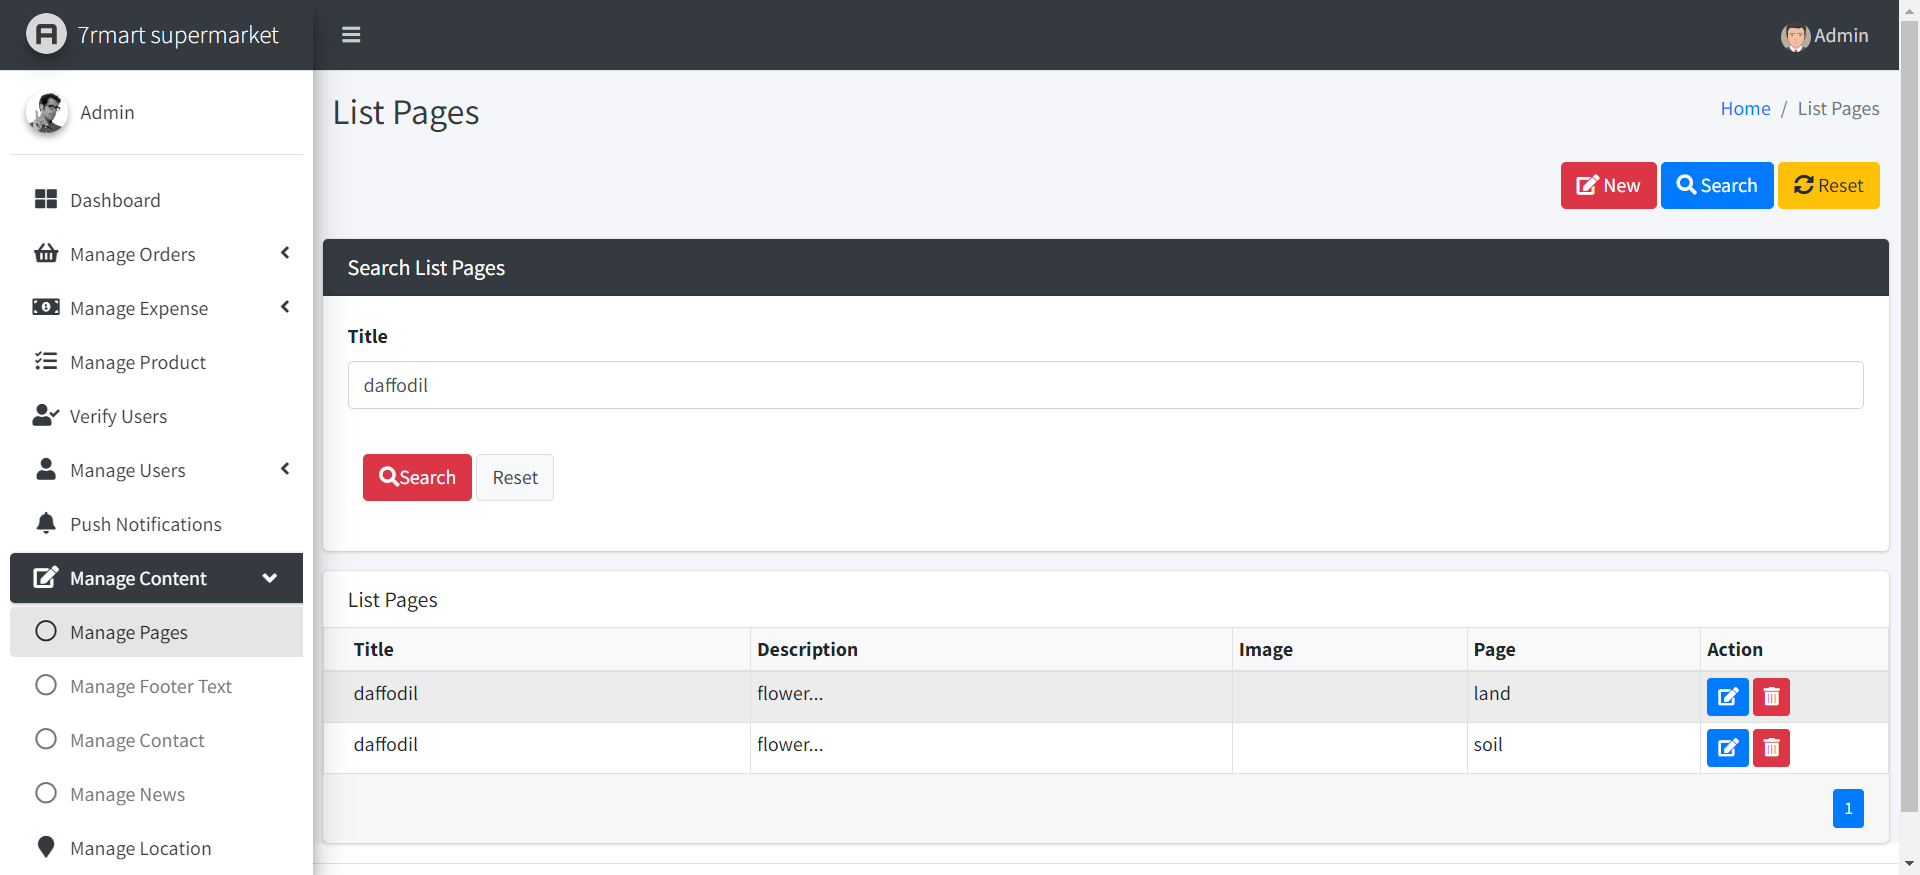 7rmart supermarket
Admin
Admin
List Pages
Home / List Pages
New Search Reset
Dashboard
Manage Orders
Manage Expense
Manage Product
Verify Users
Manage Users
Push Notifications
Manage Content
Manage Pages
Manage Footer Text
Manage Contact
Manage News
Manage Location
Search List Pages
Title
daffodil
Search Reset
List Pages
Title Description Image Page Action
daffodil flower... land
daffodil flower... soil
1